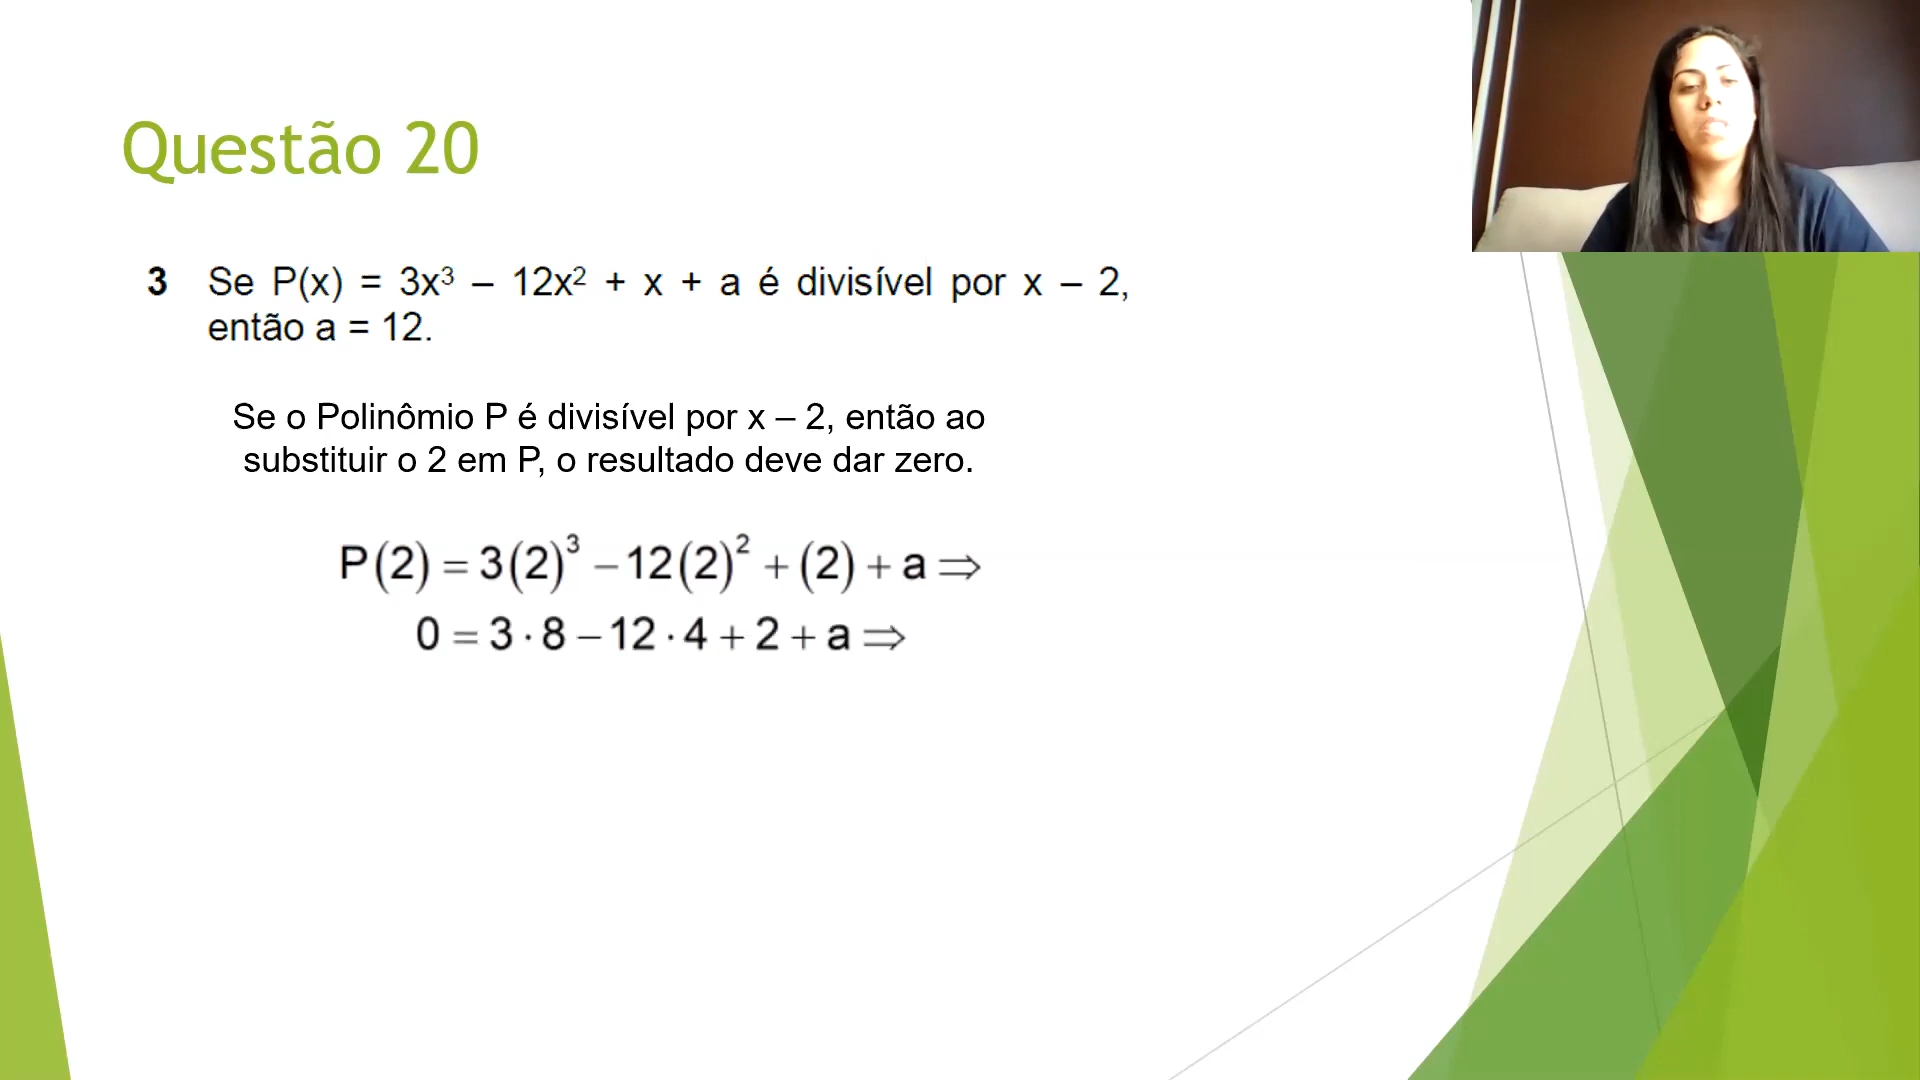 Questão 20
3 Se P(x) = 3x³ – 12x² + x + a é divisível por x – 2,
então a = 12.
Se o Polinômio P é divisível por x – 2, então ao
substituir o 2 em P, o resultado deve dar zero.
P(2) = 3(2)³ – 12(2)² + (2) + a ⇒
0 = 3 · 8 – 12 · 4 + 2 + a ⇒